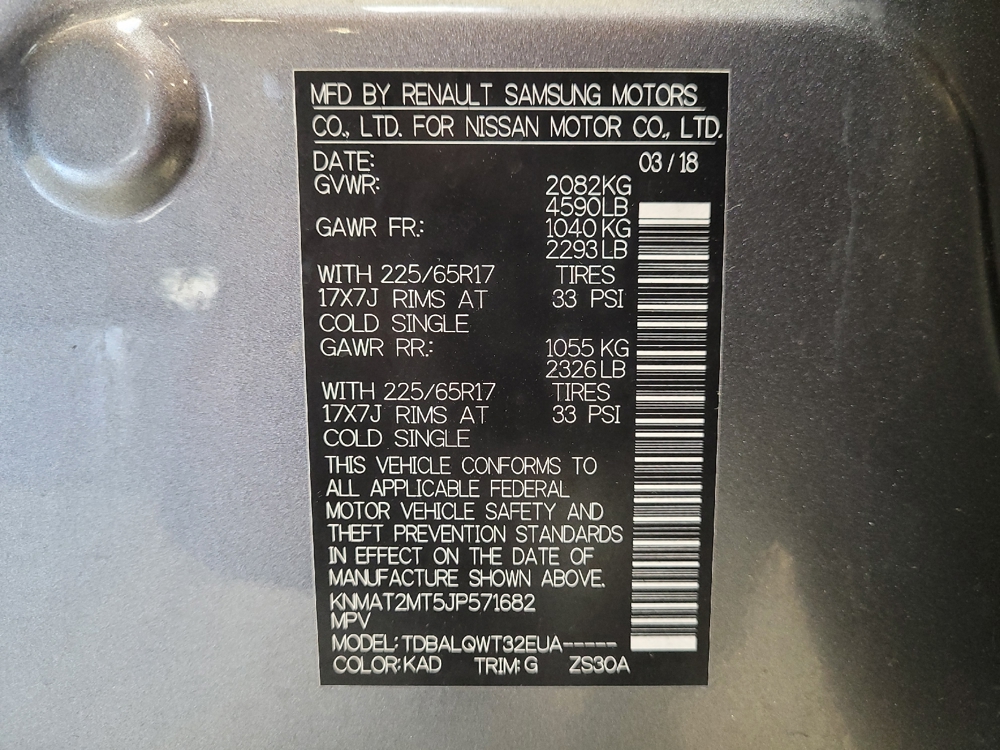 MFD BY RENAULT SAMSUNG MOTORS
CO., LTD. FOR NISSAN MOTOR CO., LTD.
DATE: 03 / 18
GVWR: 2082KG
4590LB
GAWR FR.: 1040 KG
2293 LB
WITH 225/65R17 TIRES
17X7J RIMS AT 33 PSI
COLD SINGLE
GAWR RR.: 1055 KG
2326 LB
WITH 225/65R17 TIRES
17X7J RIMS AT 33 PSI
COLD SINGLE
THIS VEHICLE CONFORMS TO
ALL APPLICABLE FEDERAL
MOTOR VEHICLE SAFETY AND
THEFT PREVENTION STANDARDS
IN EFFECT ON THE DATE OF
MANUFACTURE SHOWN ABOVE.
KNMAT2MT5JP571682
MPV
MODEL: TDBALQWT32EUA-----
COLOR: KAD TRIM: G ZS30A